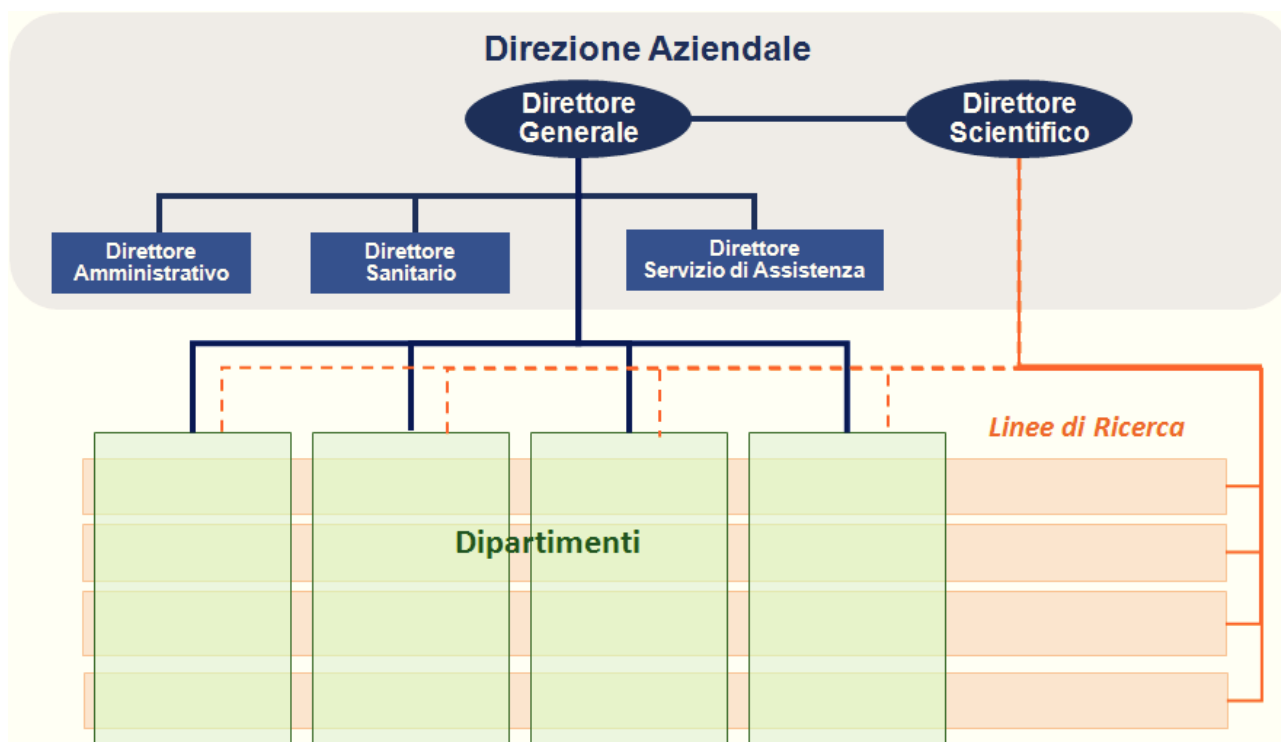 Direzione Aziendale
Direttore
Generale
Direttore
Scientifico
Direttore
Amministrativo
Direttore
Sanitario
Direttore
Servizio di Assistenza
Linee di Ricerca
Dipartimenti